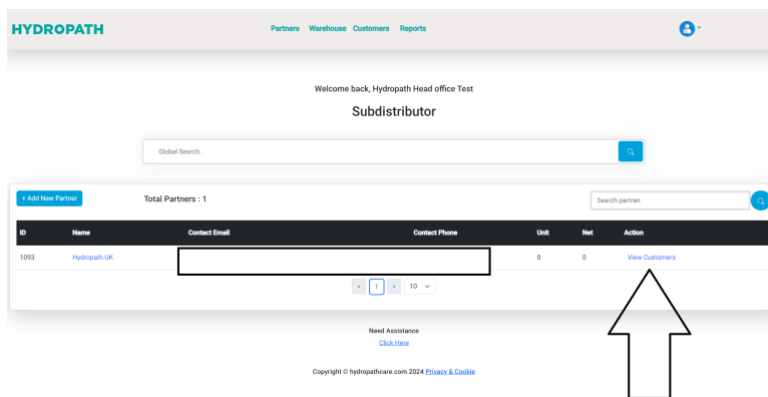 HYDROPATH
Partners Warehouse Customers Reports
Welcome back, Hydropath Head office Test
Subdistributor
Global Search..
+ Add New Partner
Total Partners : 1
Search partner.
ID Name Contact Email Contact Phone Unit Net Action
1093 Hydropath UK 0 0 View Customers
« 1 » 10
Need Assistance
Click Here
Copyright © hydropathcare.com 2024 Privacy & Cookie